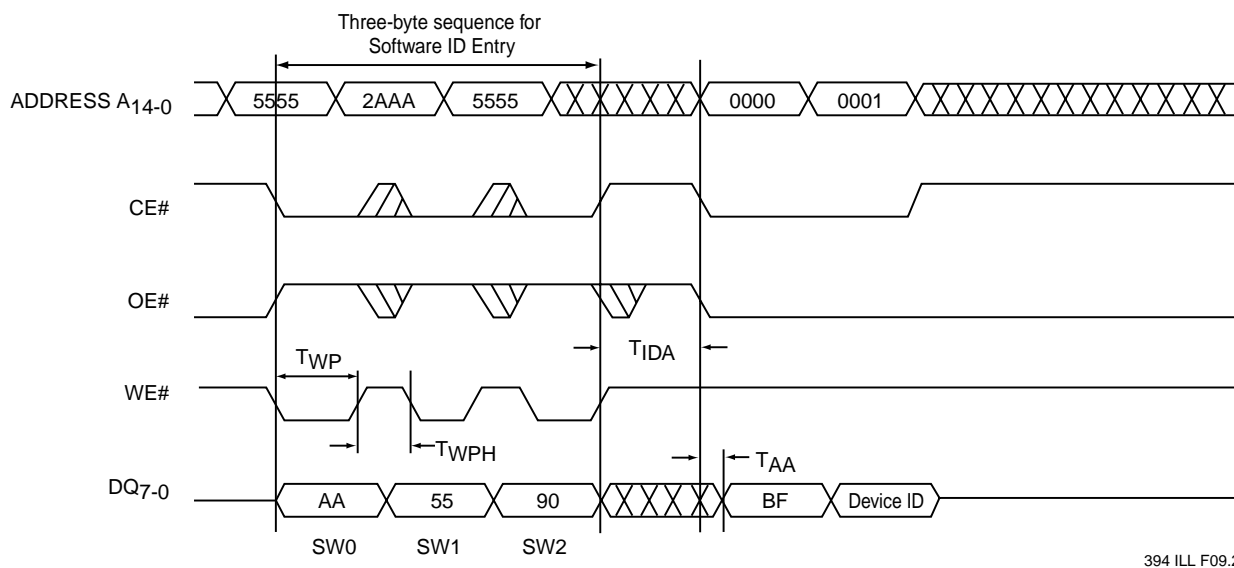 Three-byte sequence for
Software ID Entry
ADDRESS A14-0
5555
2AAA
5555
0000
0001
CE#
OE#
TWP
TIDA
WE#
TWPH
TAA
DQ7-0
AA
55
90
BF
Device ID
SW0
SW1
SW2
394 ILL F09.2